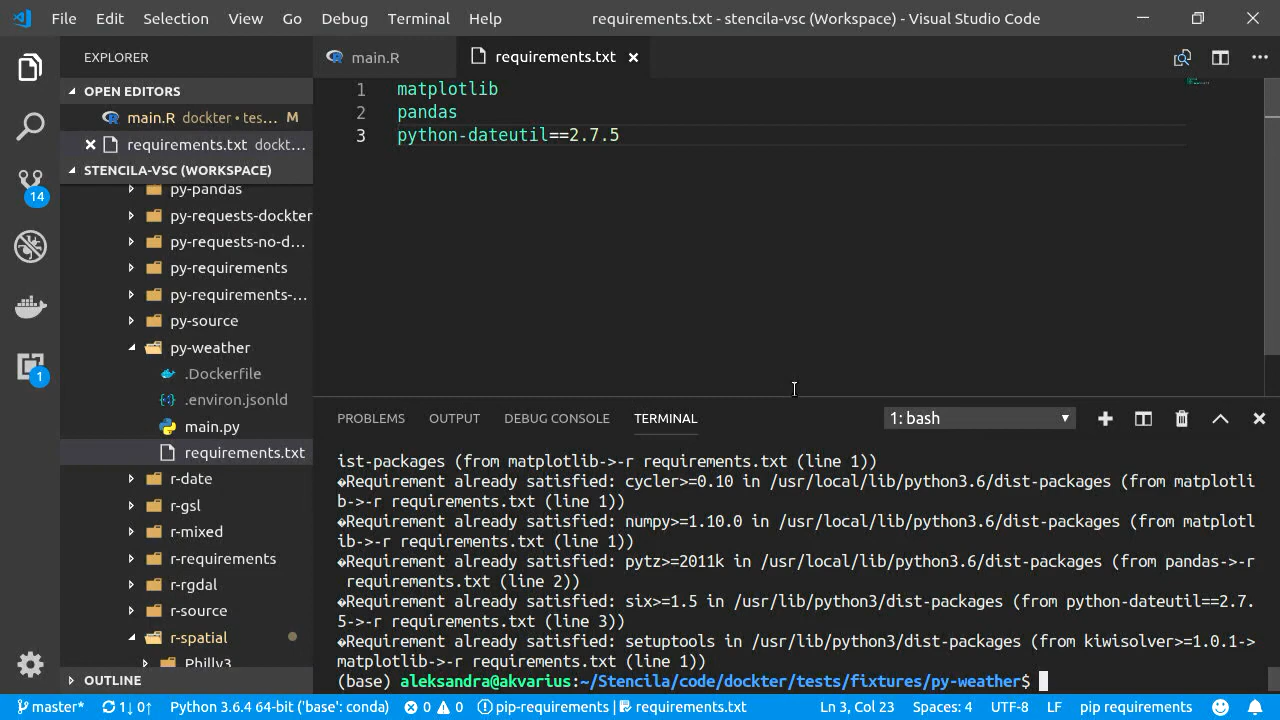 File Edit Selection View Go Debug Terminal Help
requirements.txt - stencila-vsc (Workspace) - Visual Studio Code
EXPLORER
OPEN EDITORS
main.R dockter • tes... M
requirements.txt dockt...
STENCILA-VSC (WORKSPACE)
py-pandas
py-requests-dockter
py-requests-no-d...
py-requirements
py-requirements-...
py-source
py-weather
.Dockerfile
.environ.jsonld
main.py
requirements.txt
r-date
r-gsl
r-mixed
r-requirements
r-rgdal
r-source
r-spatial
Philly3
OUTLINE
14
1
main.R
requirements.txt
1 matplotlib
2 pandas
3 python-dateutil==2.7.5
PROBLEMS OUTPUT DEBUG CONSOLE TERMINAL 1: bash
ist-packages (from matplotlib->-r requirements.txt (line 1))
�Requirement already satisfied: cycler>=0.10 in /usr/local/lib/python3.6/dist-packages (from matplotli
b->-r requirements.txt (line 1))
�Requirement already satisfied: numpy>=1.10.0 in /usr/local/lib/python3.6/dist-packages (from matplotl
ib->-r requirements.txt (line 1))
�Requirement already satisfied: pytz>=2011k in /usr/local/lib/python3.6/dist-packages (from pandas->-r
requirements.txt (line 2))
�Requirement already satisfied: six>=1.5 in /usr/lib/python3/dist-packages (from python-dateutil==2.7.
5->-r requirements.txt (line 3))
�Requirement already satisfied: setuptools in /usr/lib/python3/dist-packages (from kiwisolver>=1.0.1->
matplotlib->-r requirements.txt (line 1))
(base) aleksandra@akvarius:~/Stencila/code/dockter/tests/fixtures/py-weather$
master* 1↓ 0↑ Python 3.6.4 64-bit ('base': conda) 0 0 pip-requirements | requirements.txt Ln 3, Col 23 Spaces: 4 UTF-8 LF pip requirements